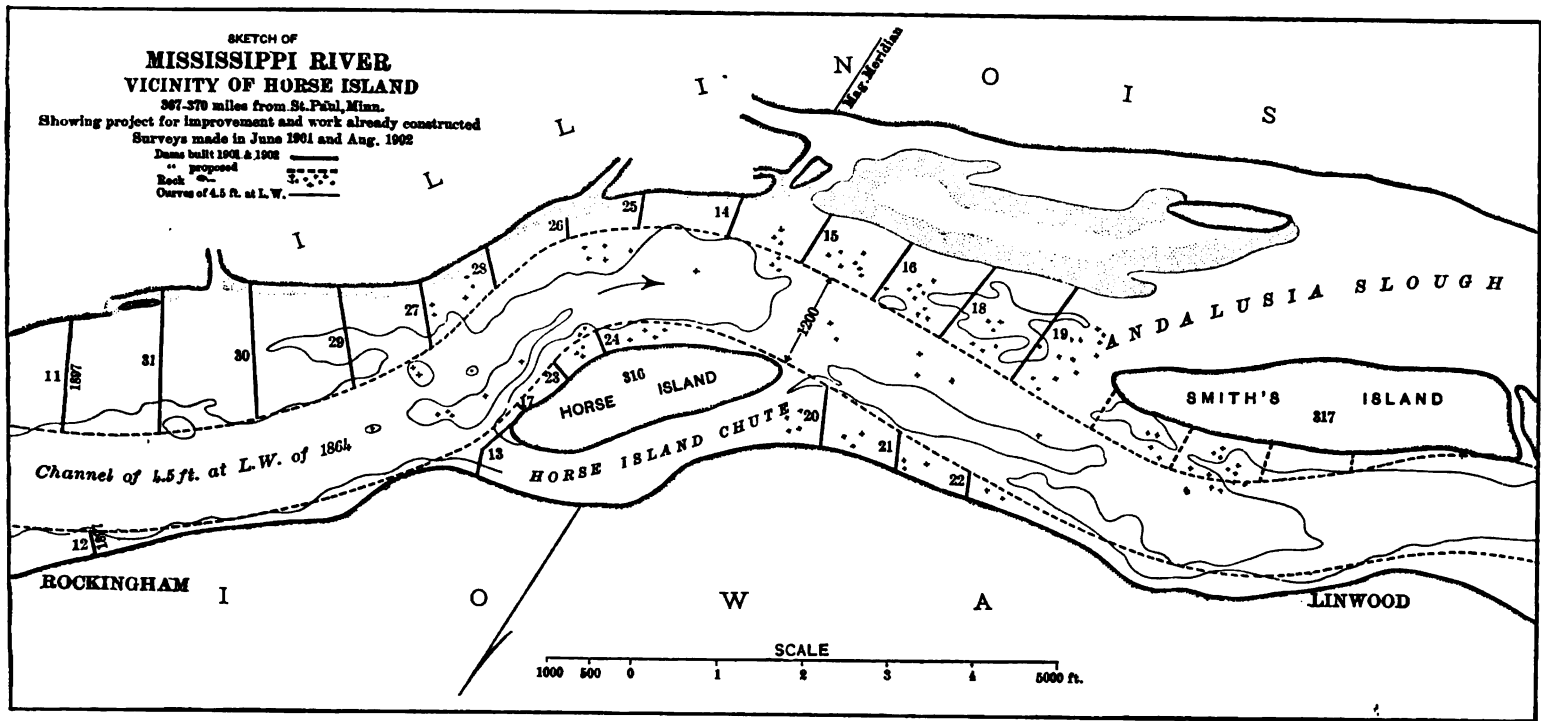 SKETCH OF
MISSISSIPPI RIVER
VICINITY OF HORSE ISLAND
367-370 miles from St. Paul, Minn.
Showing project for improvement and work already constructed
Surveys made in June 1901 and Aug. 1902
Dams built 1901 & 1902
" proposed
Rock
Curves of 4.5 ft. at L.W.
I L L I N O I S
Mag. Meridian
11
1897
31
1897
30
29
27
28
26
25
14
15
16
18
19
1200
ANDALUSIA SLOUGH
24
23
17
316
HORSE ISLAND
SMITH'S ISLAND
317
13
HORSE ISLAND CHUTE
20
21
22
Channel of 4.5 ft. at L.W. of 1864
12
1897
ROCKINGHAM
I O W A
LINWOOD
SCALE
1000 500 0 1 2 3 4 5000 ft.